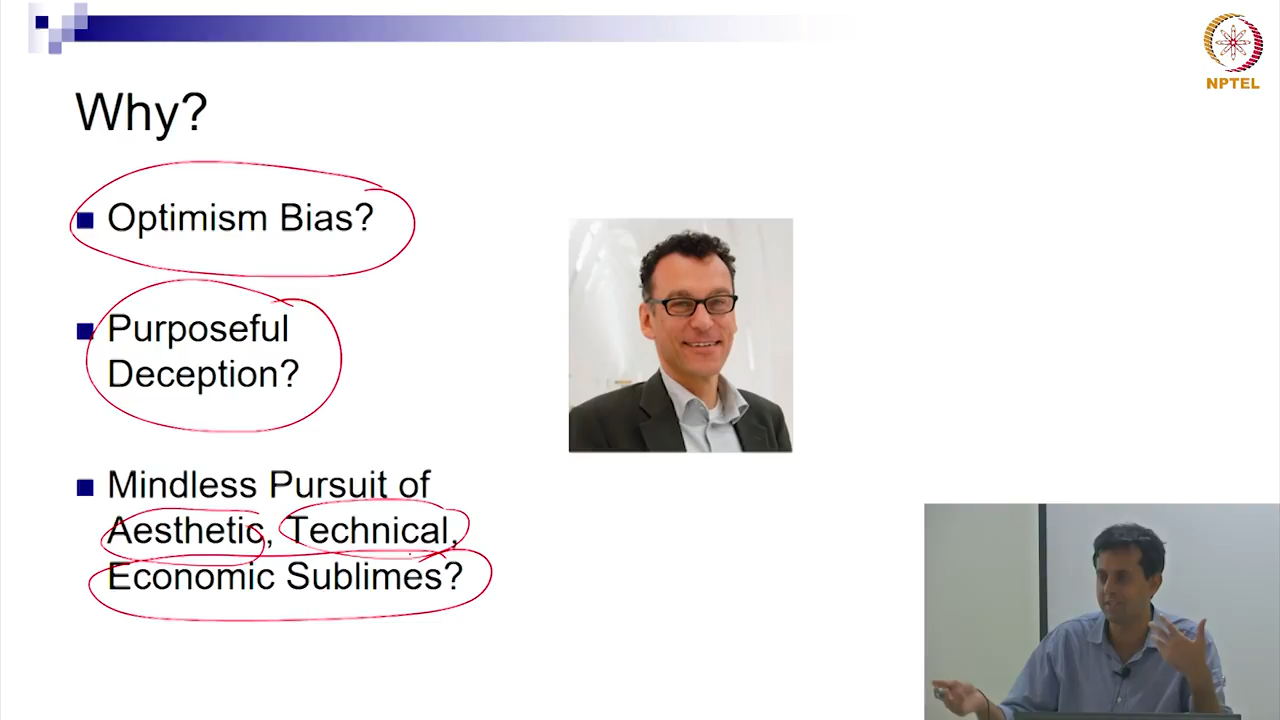 NPTEL
Why?
Optimism Bias?
Purposeful
Deception?
Mindless Pursuit of
Aesthetic, Technical,
Economic Sublimes?